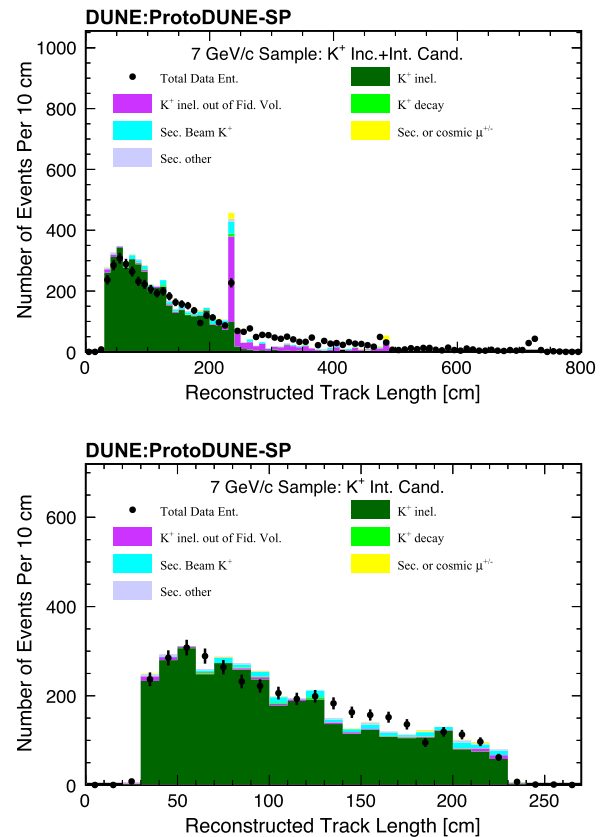 DUNE:ProtoDUNE-SP
7 GeV/c Sample: K⁺ Inc.+Int. Cand.
Total Data Ent. K⁺ inel.
K⁺ inel. out of Fid. Vol. K⁺ decay
Sec. Beam K⁺ Sec. or cosmic μ⁺/⁻
Sec. other
Number of Events Per 10 cm
1000
800
600
400
200
0
0 200 400 600 800
Reconstructed Track Length [cm]
DUNE:ProtoDUNE-SP
7 GeV/c Sample: K⁺ Int. Cand.
Total Data Ent. K⁺ inel.
K⁺ inel. out of Fid. Vol. K⁺ decay
Sec. Beam K⁺ Sec. or cosmic μ⁺/⁻
Sec. other
Number of Events Per 10 cm
600
400
200
0
0 50 100 150 200 250
Reconstructed Track Length [cm]